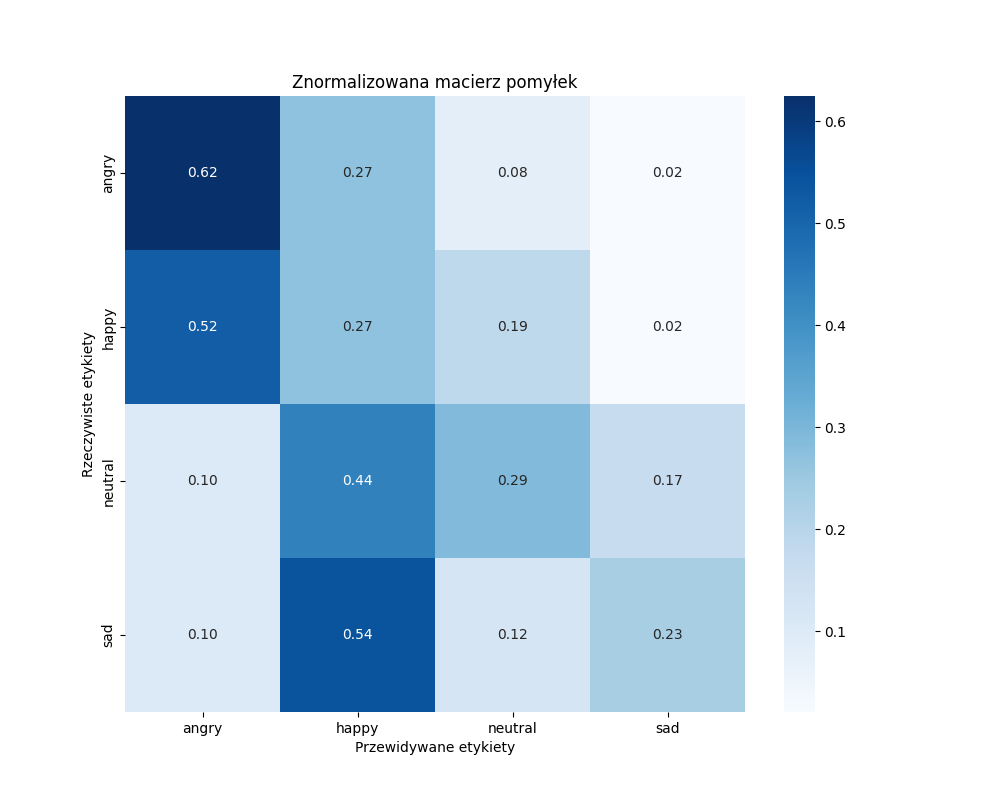 Znormalizowana macierz pomyłek
Rzeczywiste etykiety
angry
0.62 0.27 0.08 0.02
happy
0.52 0.27 0.19 0.02
neutral
0.10 0.44 0.29 0.17
sad
0.10 0.54 0.12 0.23
angry happy neutral sad
Przewidywane etykiety
0.6
0.5
0.4
0.3
0.2
0.1